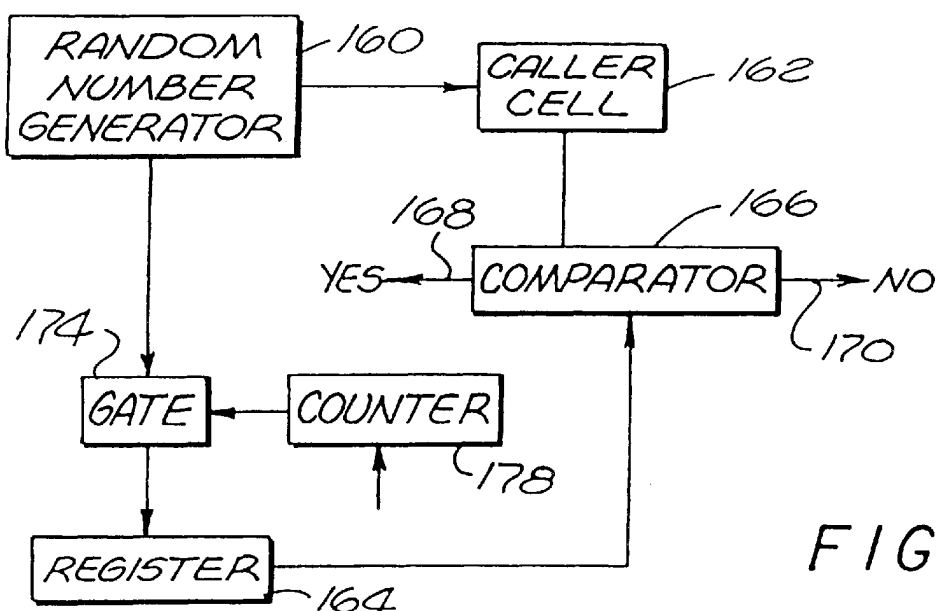 RANDOM
NUMBER
GENERATOR
160
CALLER
CELL
162
166
168
YES
COMPARATOR
NO
170
174
GATE
COUNTER
178
REGISTER
164
FIG